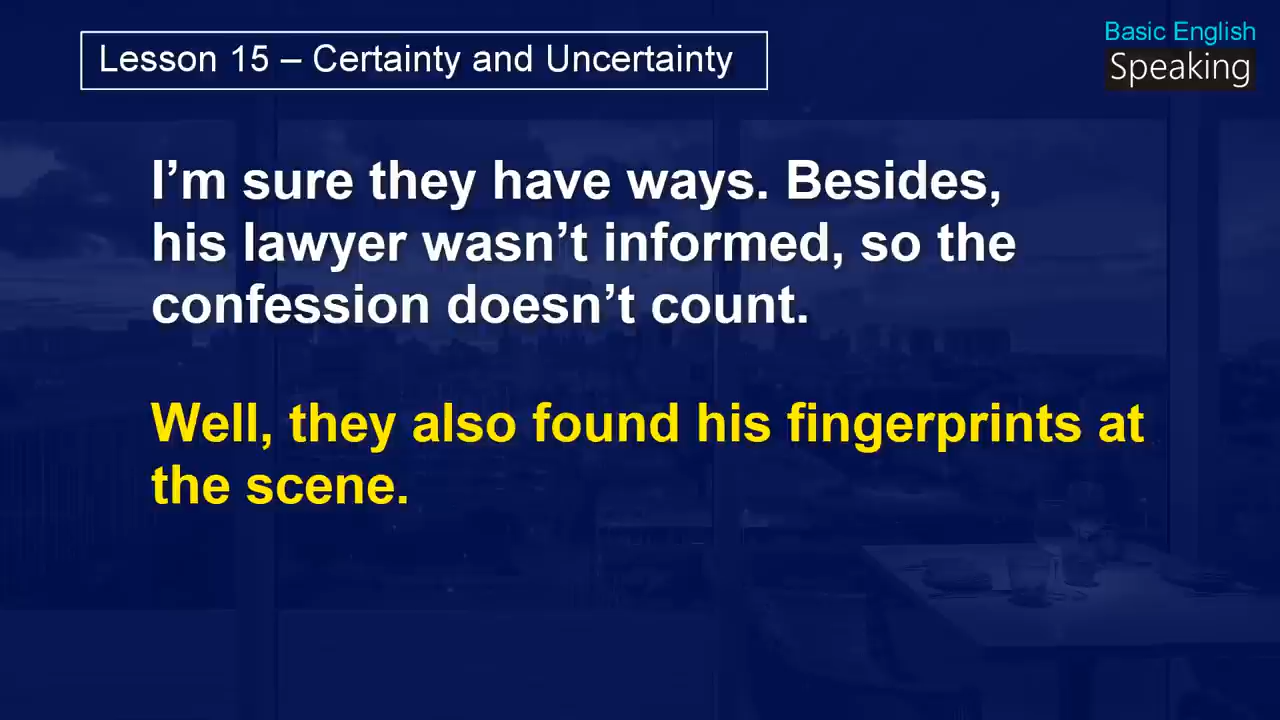 Lesson 15 – Certainty and Uncertainty
Basic English
Speaking
I’m sure they have ways. Besides,
his lawyer wasn’t informed, so the
confession doesn’t count.
Well, they also found his fingerprints at
the scene.